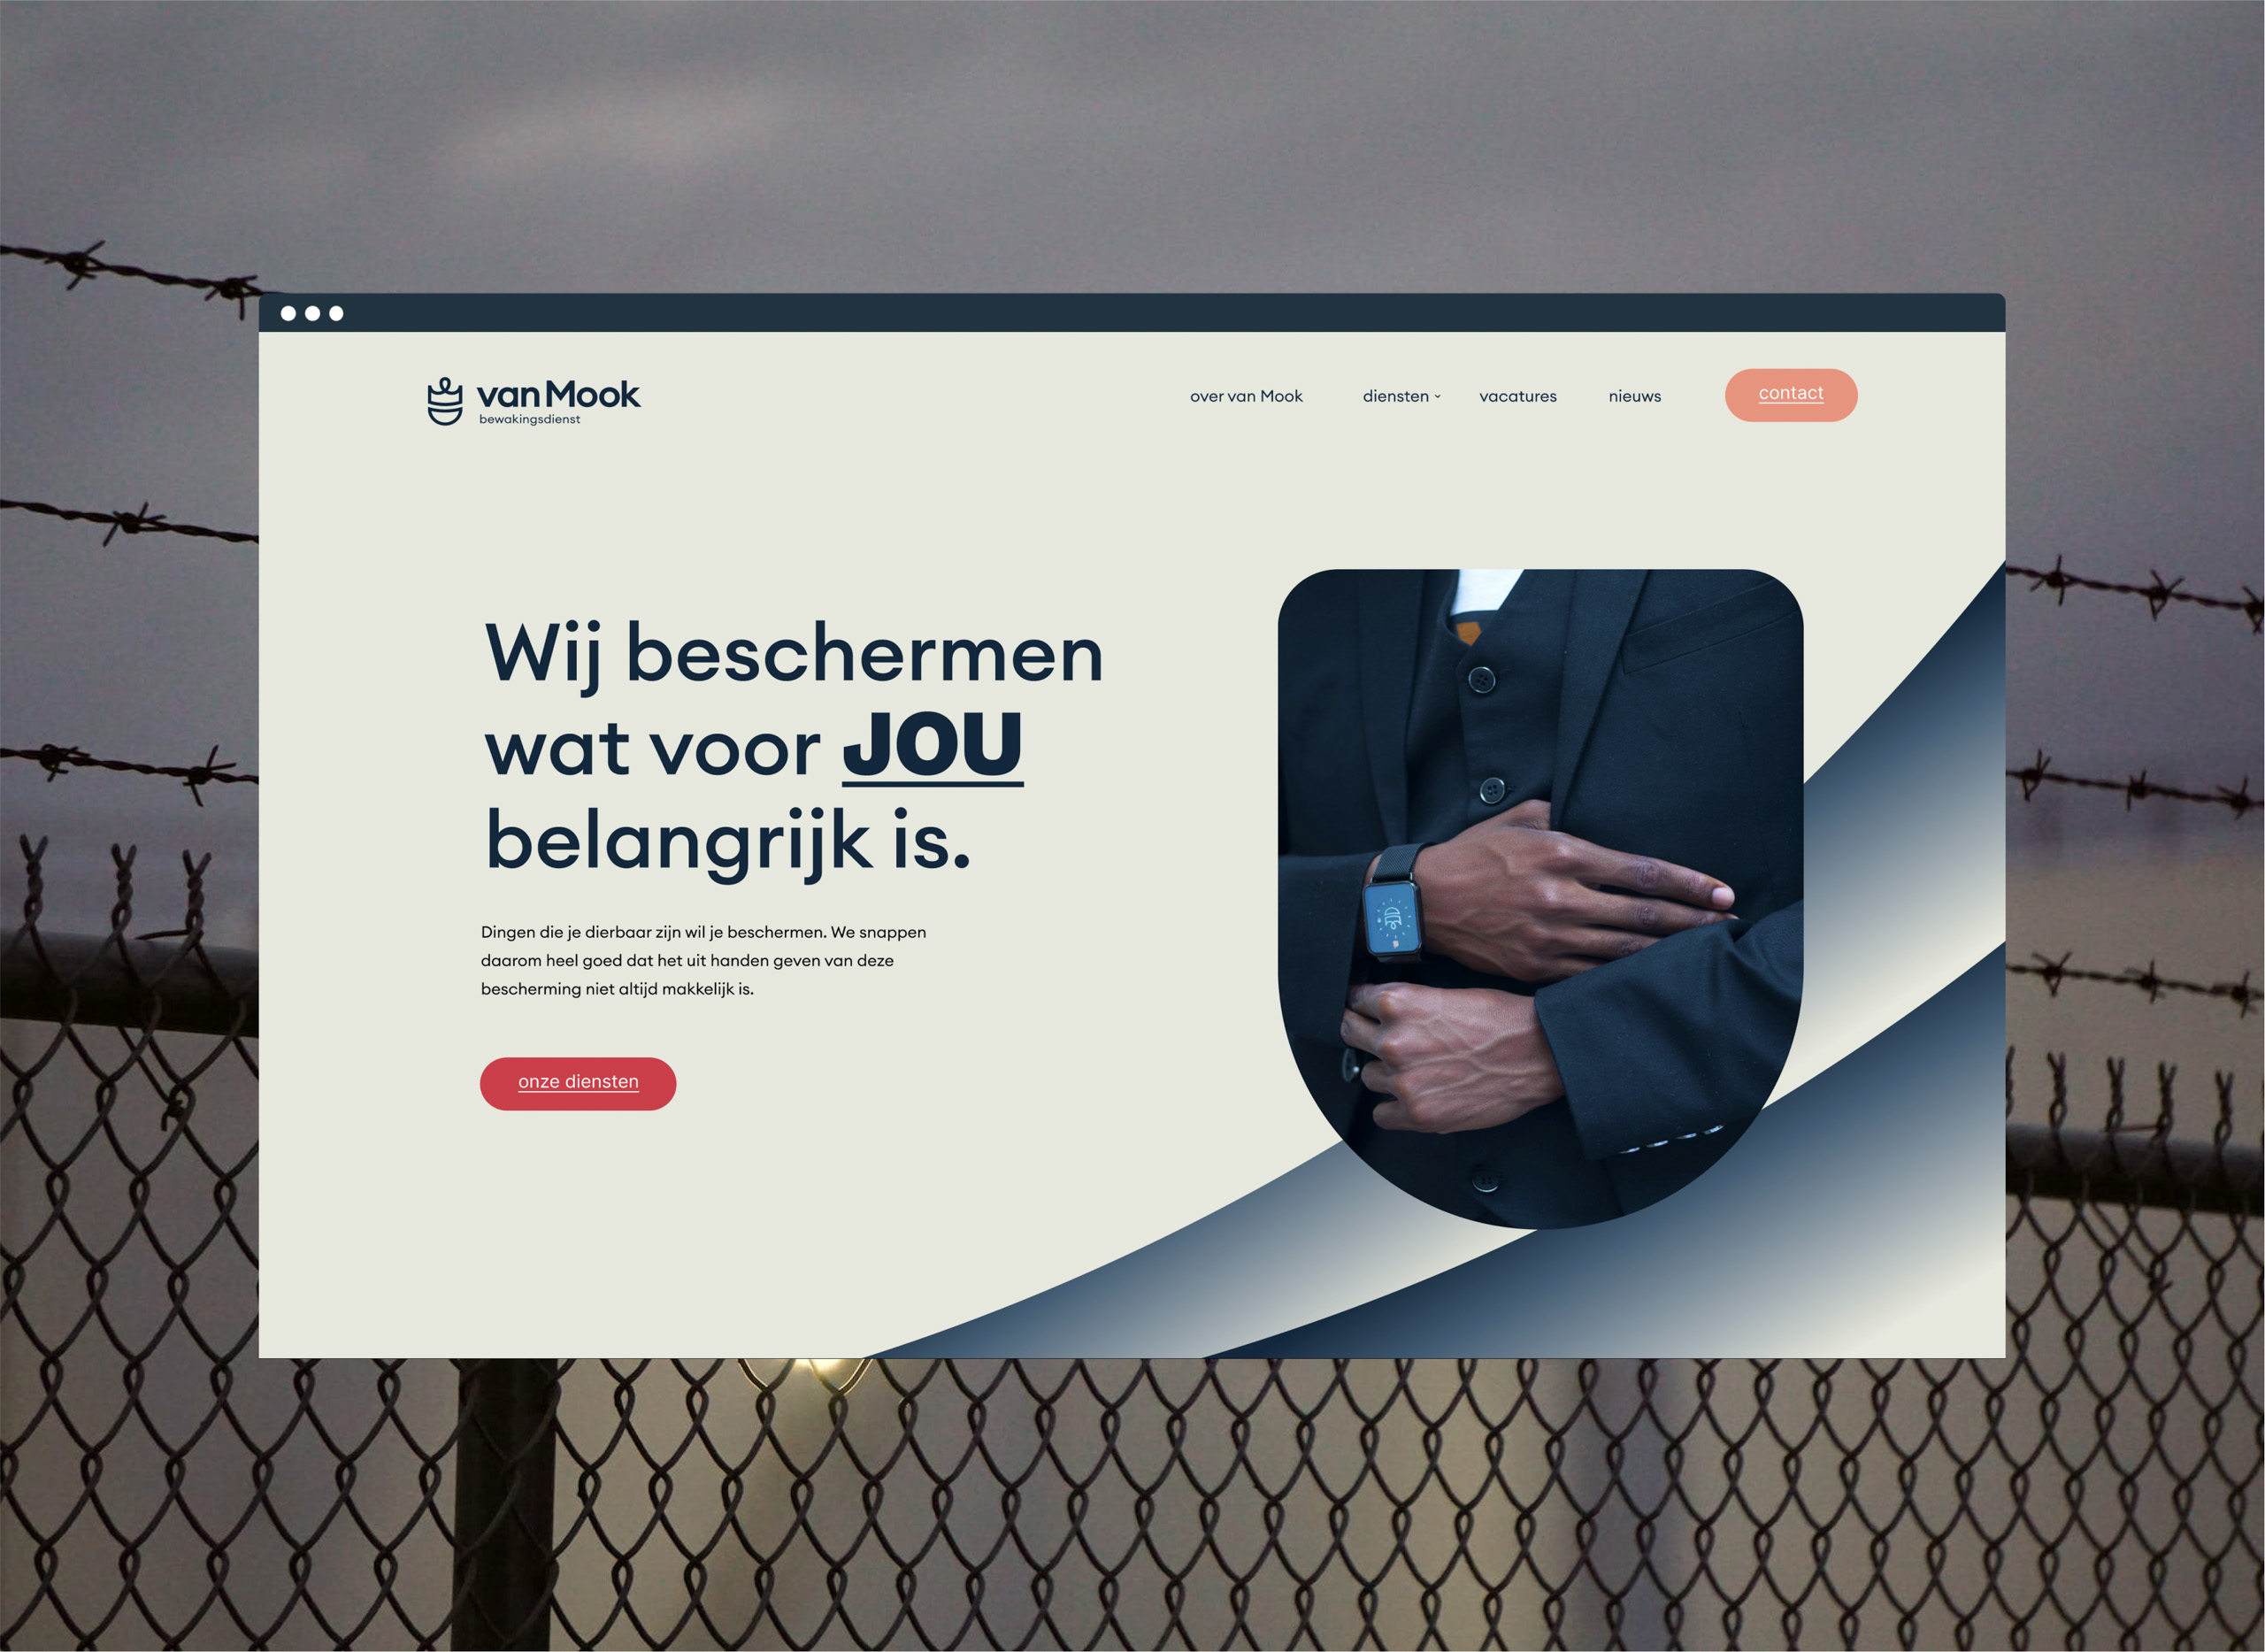 van Mook
bewakingsdienst
over van Mook
diensten
vacatures
nieuws
contact
Wij beschermen
wat voor JOU
belangrijk is.
Dingen die je dierbaar zijn wil je beschermen. We snappen
daarom heel goed dat het uit handen geven van deze
bescherming niet altijd makkelijk is.
onze diensten